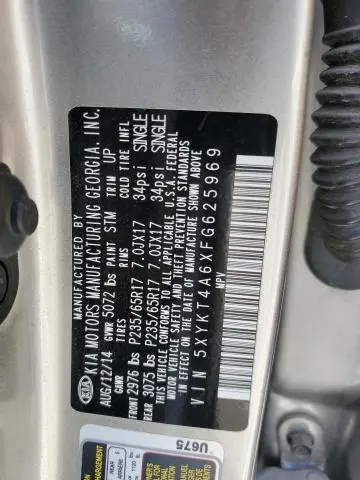 MANUFACTURED BY
KIA KIA MOTORS MANUFACTURING GEORGIA, INC.
AUG/12/14 GVWR 5072 lbs PAINT STM TRIM UP
GAWR TIRES RIMS COLD TIRE INFL
FRONT 2976 lbs P235/65R17 7.0JX17 34psi SINGLE
REAR 3075 lbs P235/65R17 7.0JX17 34psi SINGLE
THIS VEHICLE CONFORMS TO ALL APPLICABLE U.S.A. FEDERAL
MOTOR VEHICLE SAFETY, BUMPER, AND THEFT PREVENTION
STANDARDS IN EFFECT ON THE DATE OF MANUFACTURE SHOWN ABOVE
VIN 5XYKT4A6XFG625969
MPV
U675